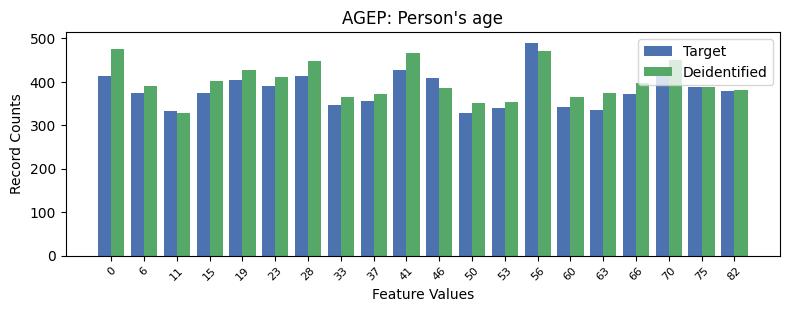 AGEP: Person's age
Record Counts
500
400
300
200
100
0
Target
Deidentified
0 6 11 15 19 23 28 33 37 41 46 50 53 56 60 63 66 70 75 82
Feature Values